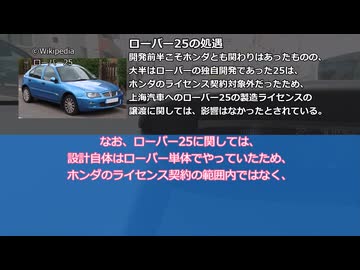 © Wikipedia
ローバー25
ローバー25の処遇
開発前半こそホンダとも関わりはあったものの、
大半はローバーの独自開発であった25は、
ホンダのライセンス契約対象外だったため、
上海汽車へのローバー25の製造ライセンスの
譲渡に関しては、影響はなかったとされている。
なお、ローバー25に関しては、
設計自体はローバー単体でやっていたため、
ホンダのライセンス契約の範囲内ではなく、